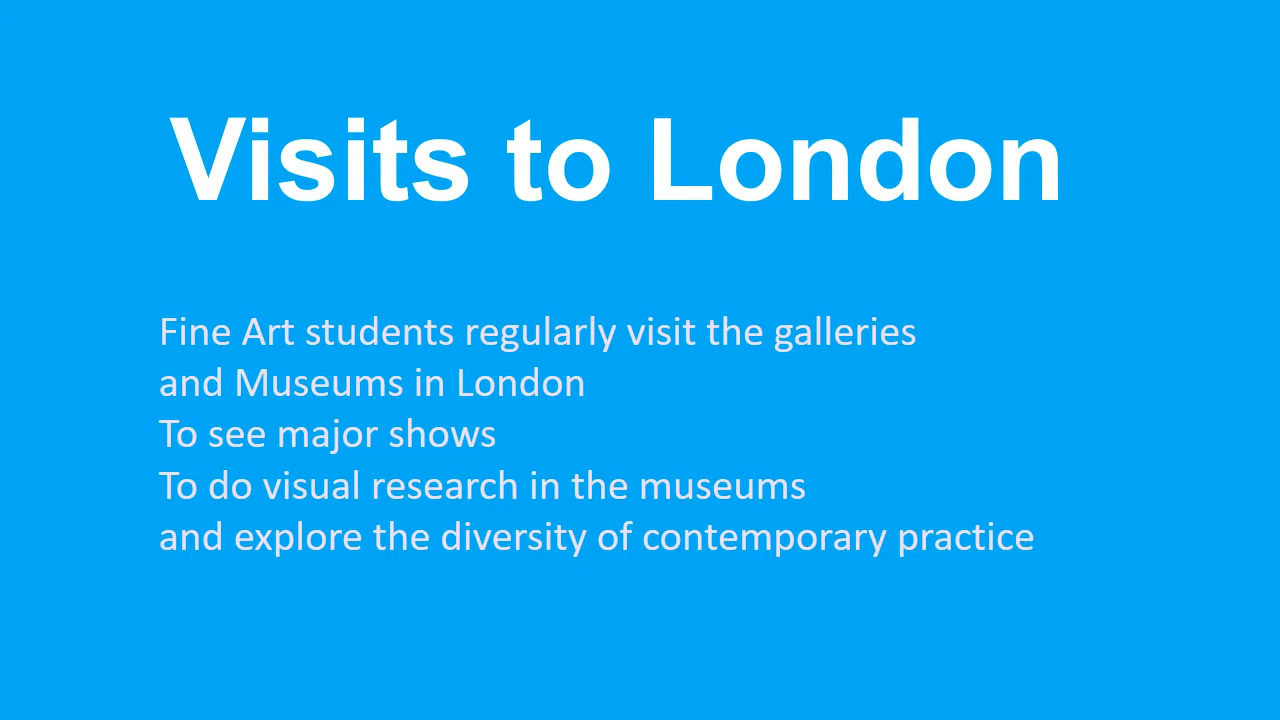 Visits to London
Fine Art students regularly visit the galleries
and Museums in London
To see major shows
To do visual research in the museums
and explore the diversity of contemporary practice